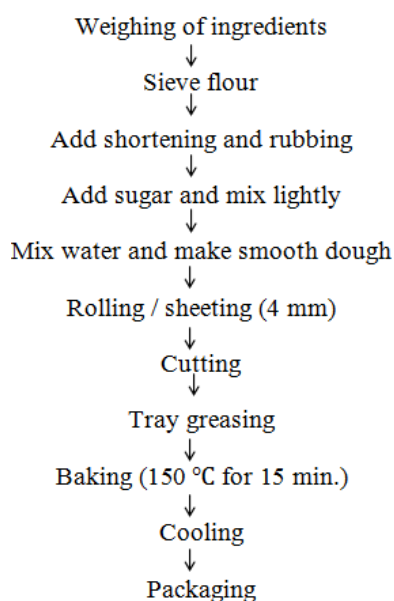 Weighing of ingredients
↓
Sieve flour
↓
Add shortening and rubbing
↓
Add sugar and mix lightly
↓
Mix water and make smooth dough
↓
Rolling / sheeting (4 mm)
↓
Cutting
↓
Tray greasing
↓
Baking (150 ℃ for 15 min.)
↓
Cooling
↓
Packaging